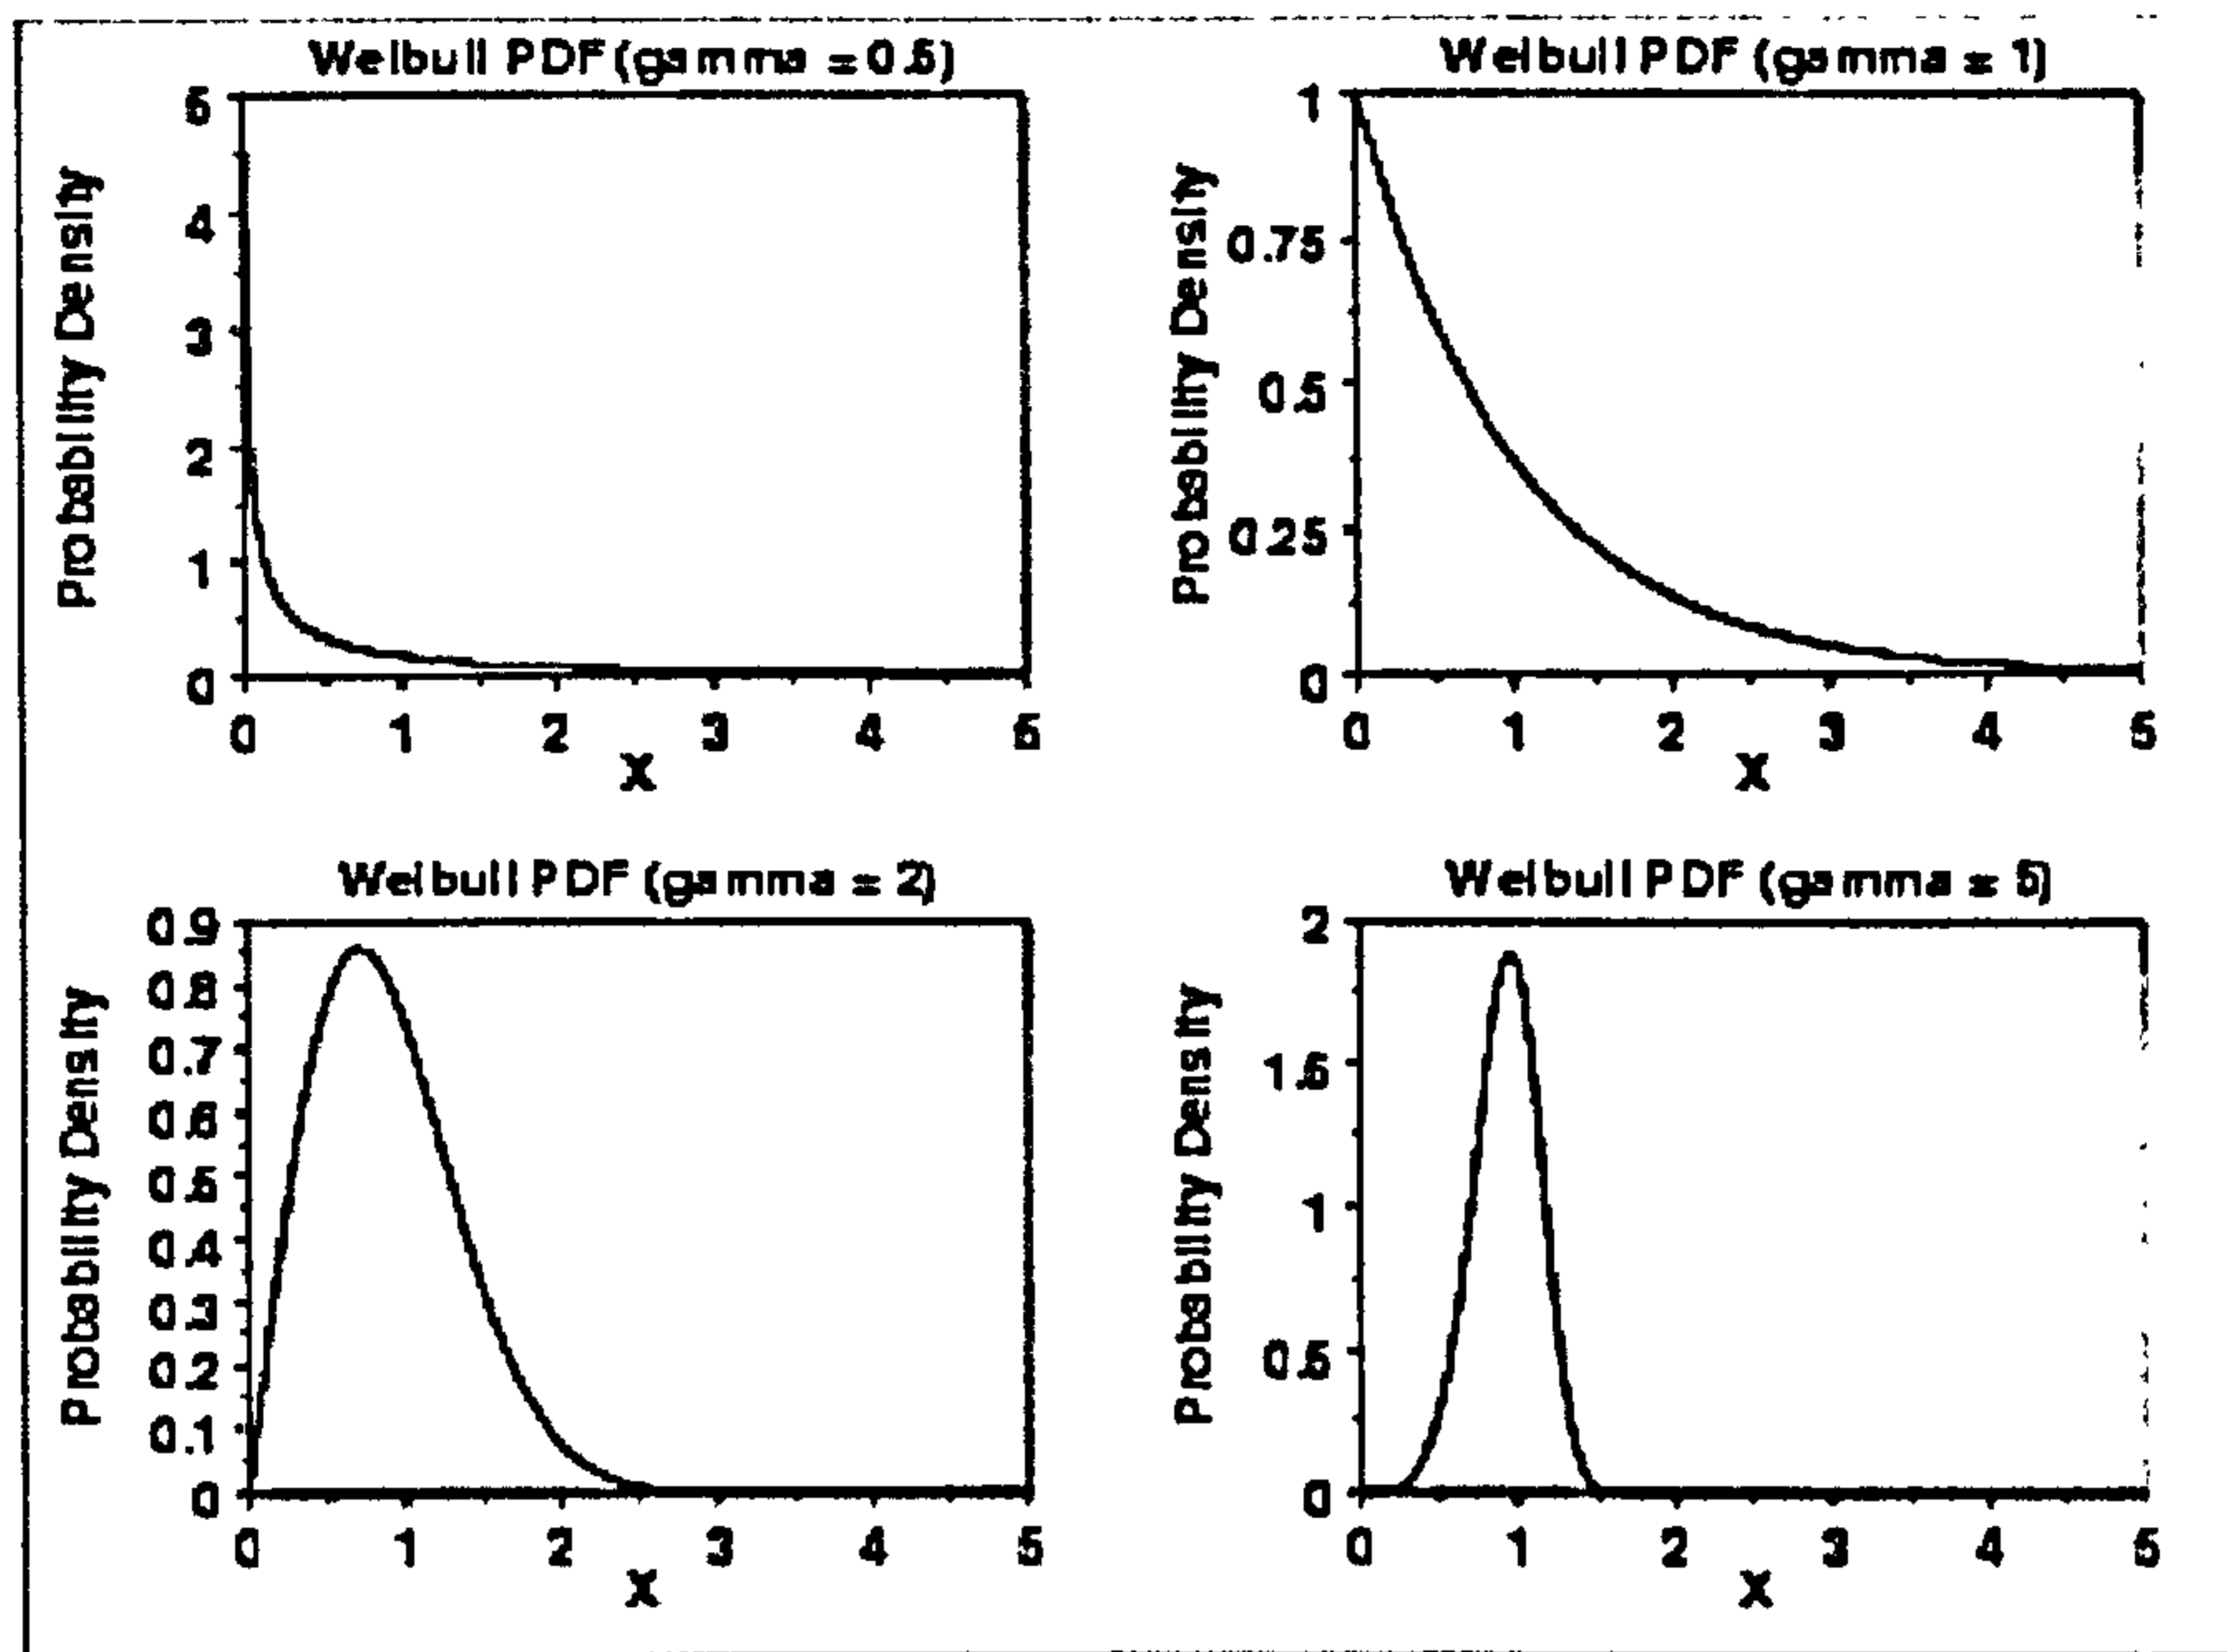 Weibull PDF (gamma = 0.5)
Probability Density
5
4
3
2
1
0
0 1 2 3 4 5
X
Weibull PDF (gamma = 1)
Probability Density
1
0.75
0.5
0.25
0
0 1 2 3 4 5
X
Weibull PDF (gamma = 2)
Probability Density
0.9
0.8
0.7
0.6
0.5
0.4
0.3
0.2
0.1
0
0 1 2 3 4 5
X
Weibull PDF (gamma = 5)
Probability Density
2
1.5
1
0.5
0
0 1 2 3 4 5
X